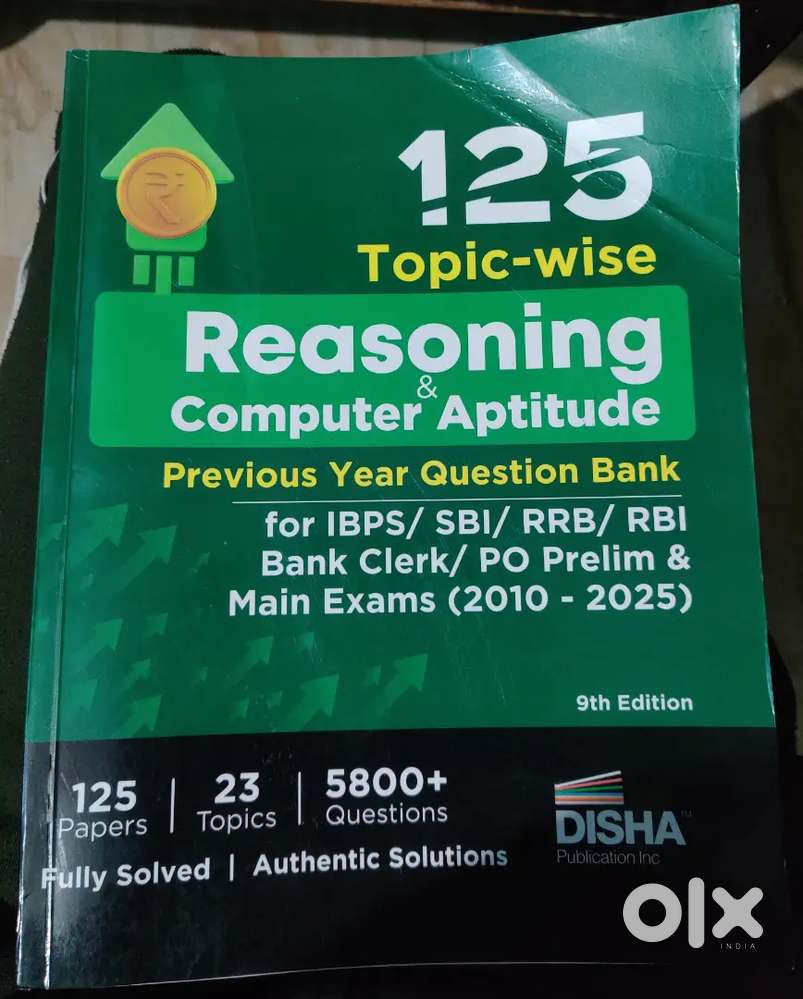 125
Topic-wise
Reasoning
&
Computer Aptitude
Previous Year Question Bank
for IBPS/ SBI/ RRB/ RBI
Bank Clerk/ PO Prelim &
Main Exams (2010 - 2025)
9th Edition
125 | 23 | 5800+
Papers | Topics | Questions
Fully Solved | Authentic Solutions
DISHA™
Publication Inc
olx
INDIA